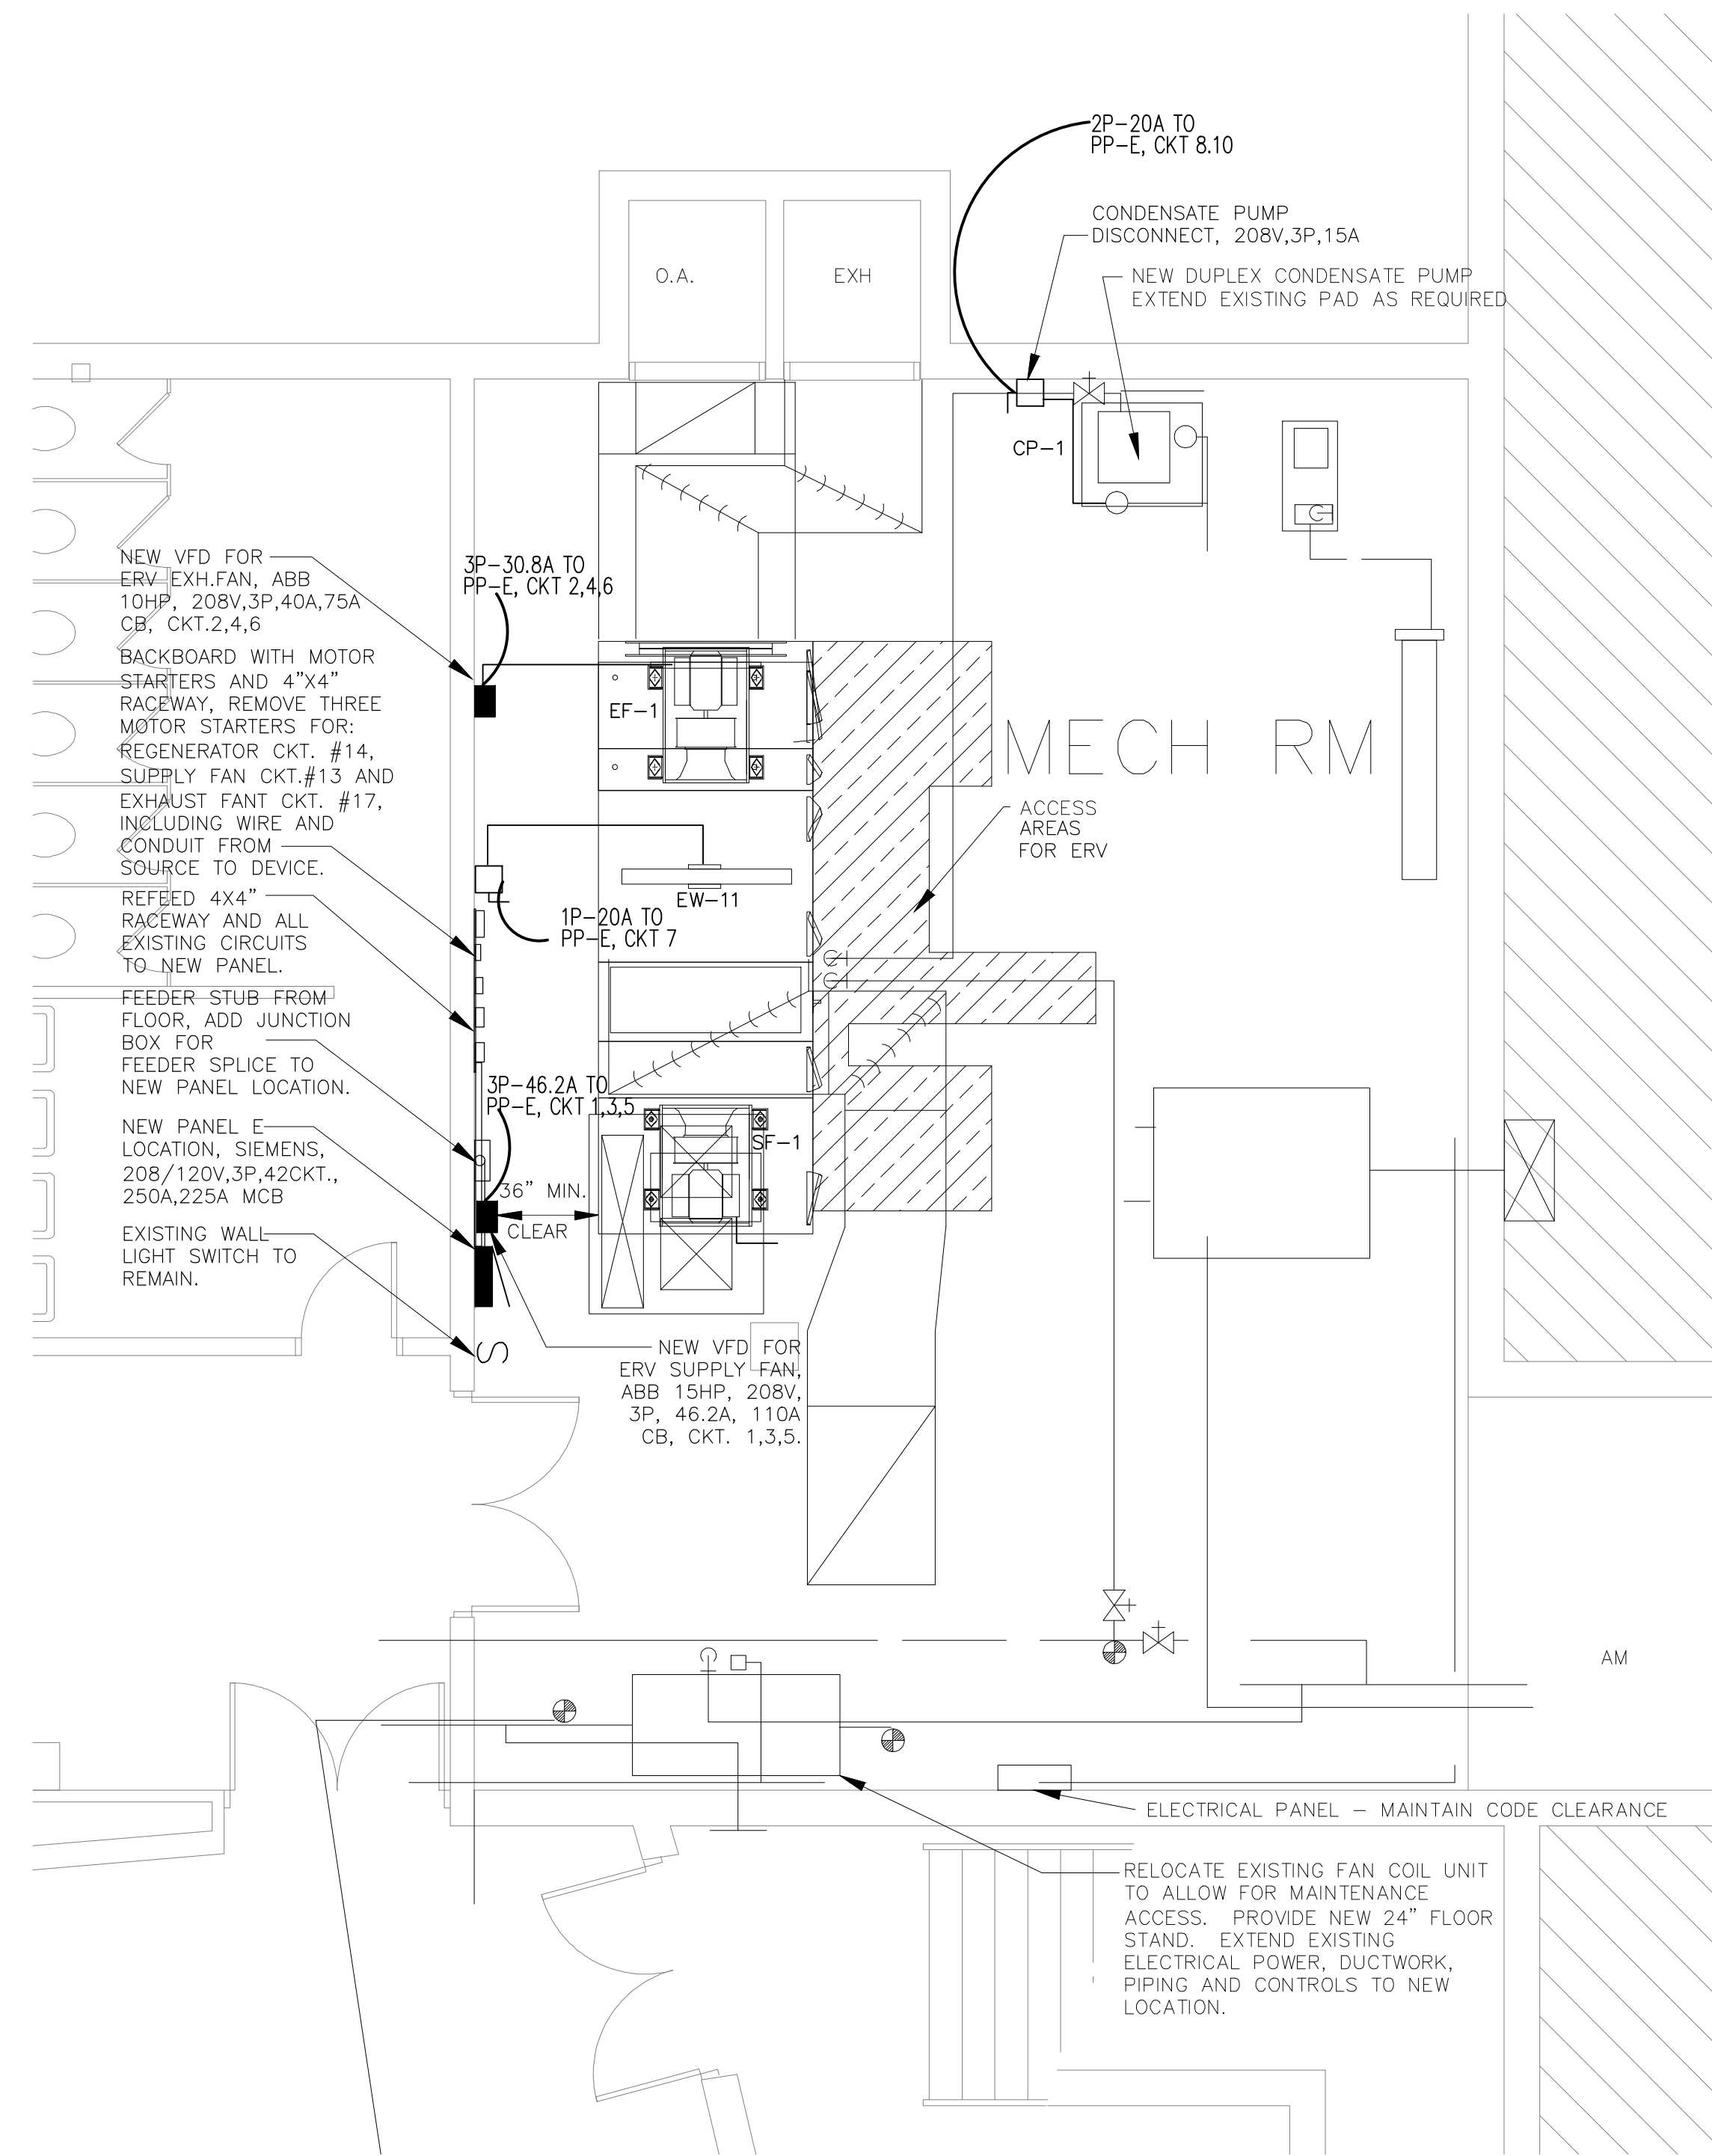 2P-20A TO
PP-E, CKT 8.10
CONDENSATE PUMP
DISCONNECT, 208V,3P,15A
NEW DUPLEX CONDENSATE PUMP
EXTEND EXISTING PAD AS REQUIRED
O.A.
EXH
CP-1
NEW VFD FOR
ERV EXH.FAN, ABB
10HP, 208V,3P,40A,75A
CB, CKT.2,4,6
3P-30.8A TO
PP-E, CKT 2,4,6
BACKBOARD WITH MOTOR
STARTERS AND 4"X4"
RACEWAY, REMOVE THREE
MOTOR STARTERS FOR:
REGENERATOR CKT. #14,
SUPPLY FAN CKT.#13 AND
EXHAUST FANT CKT. #17,
INCLUDING WIRE AND
CONDUIT FROM
SOURCE TO DEVICE.
EF-1
MECH RM
ACCESS
AREAS
FOR ERV
EW-11
1P-20A TO
PP-E, CKT 7
REFEED 4X4"
RACEWAY AND ALL
EXISTING CIRCUITS
TO NEW PANEL.
FEEDER STUB FROM
FLOOR, ADD JUNCTION
BOX FOR
FEEDER SPLICE TO
NEW PANEL LOCATION.
3P-46.2A TO
PP-E, CKT 1,3,5
SF-1
NEW PANEL E
LOCATION, SIEMENS,
208/120V,3P,42CKT.,
250A,225A MCB
36" MIN.
CLEAR
EXISTING WALL
LIGHT SWITCH TO
REMAIN.
S
NEW VFD FOR
ERV SUPPLY FAN,
ABB 15HP, 208V,
3P, 46.2A, 110A
CB, CKT. 1,3,5.
AM
ELECTRICAL PANEL - MAINTAIN CODE CLEARANCE
RELOCATE EXISTING FAN COIL UNIT
TO ALLOW FOR MAINTENANCE
ACCESS. PROVIDE NEW 24" FLOOR
STAND. EXTEND EXISTING
ELECTRICAL POWER, DUCTWORK,
PIPING AND CONTROLS TO NEW
LOCATION.